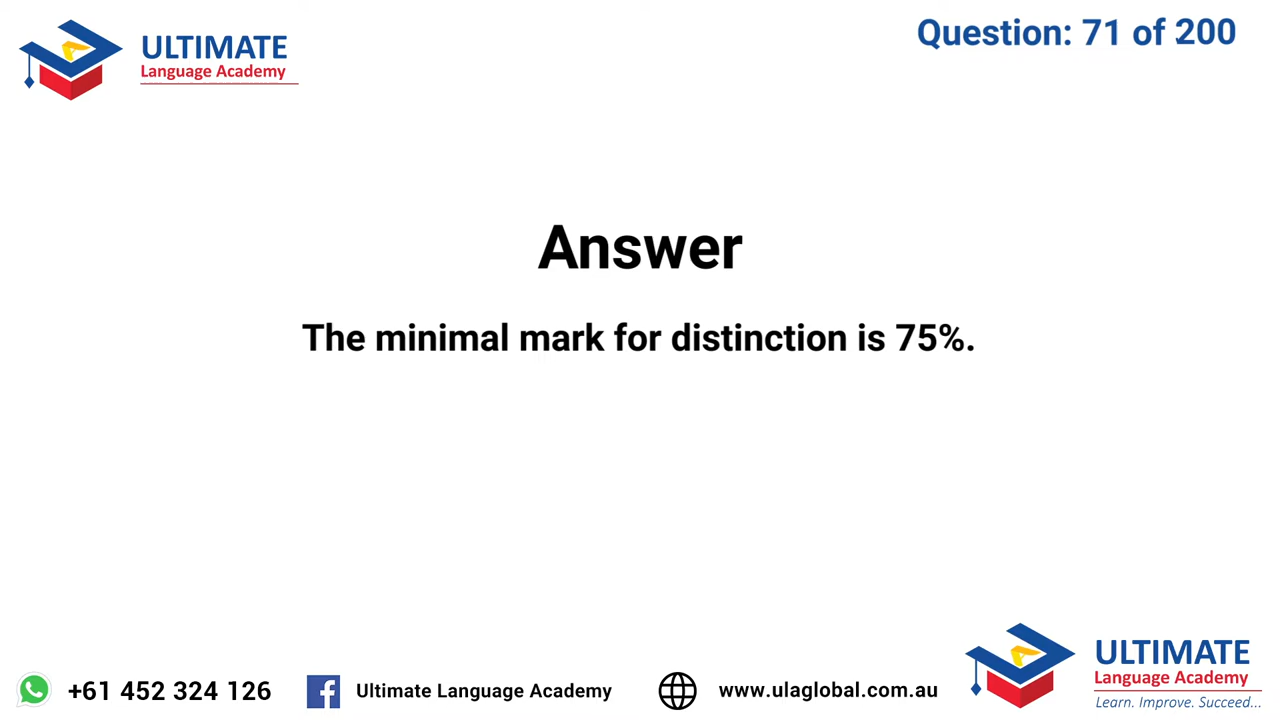 ULTIMATE
Language Academy
Question: 71 of 200
Answer
The minimal mark for distinction is 75%.
+61 452 324 126
Ultimate Language Academy
www.ulaglobal.com.au
ULTIMATE
Language Academy
Learn. Improve. Succeed...